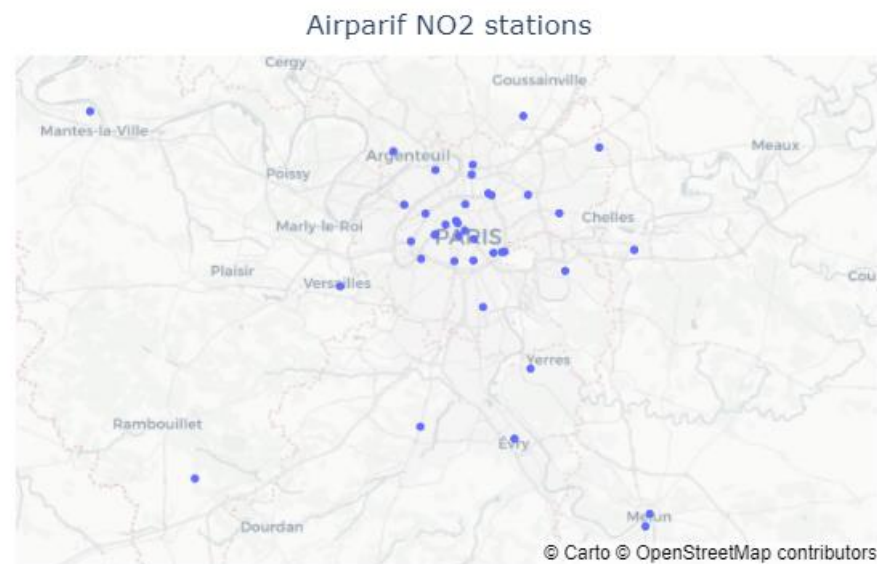 Airparif NO2 stations
Cergy
Goussainville
Mantes-la-Ville
Argenteuil
Meaux
Poissy
Chelles
Marly-le-Roi
PARIS
Plaisir
Versailles
Cou
Yerres
Rambouillet
Évry
Melun
Dourdan
© Carto © OpenStreetMap contributors